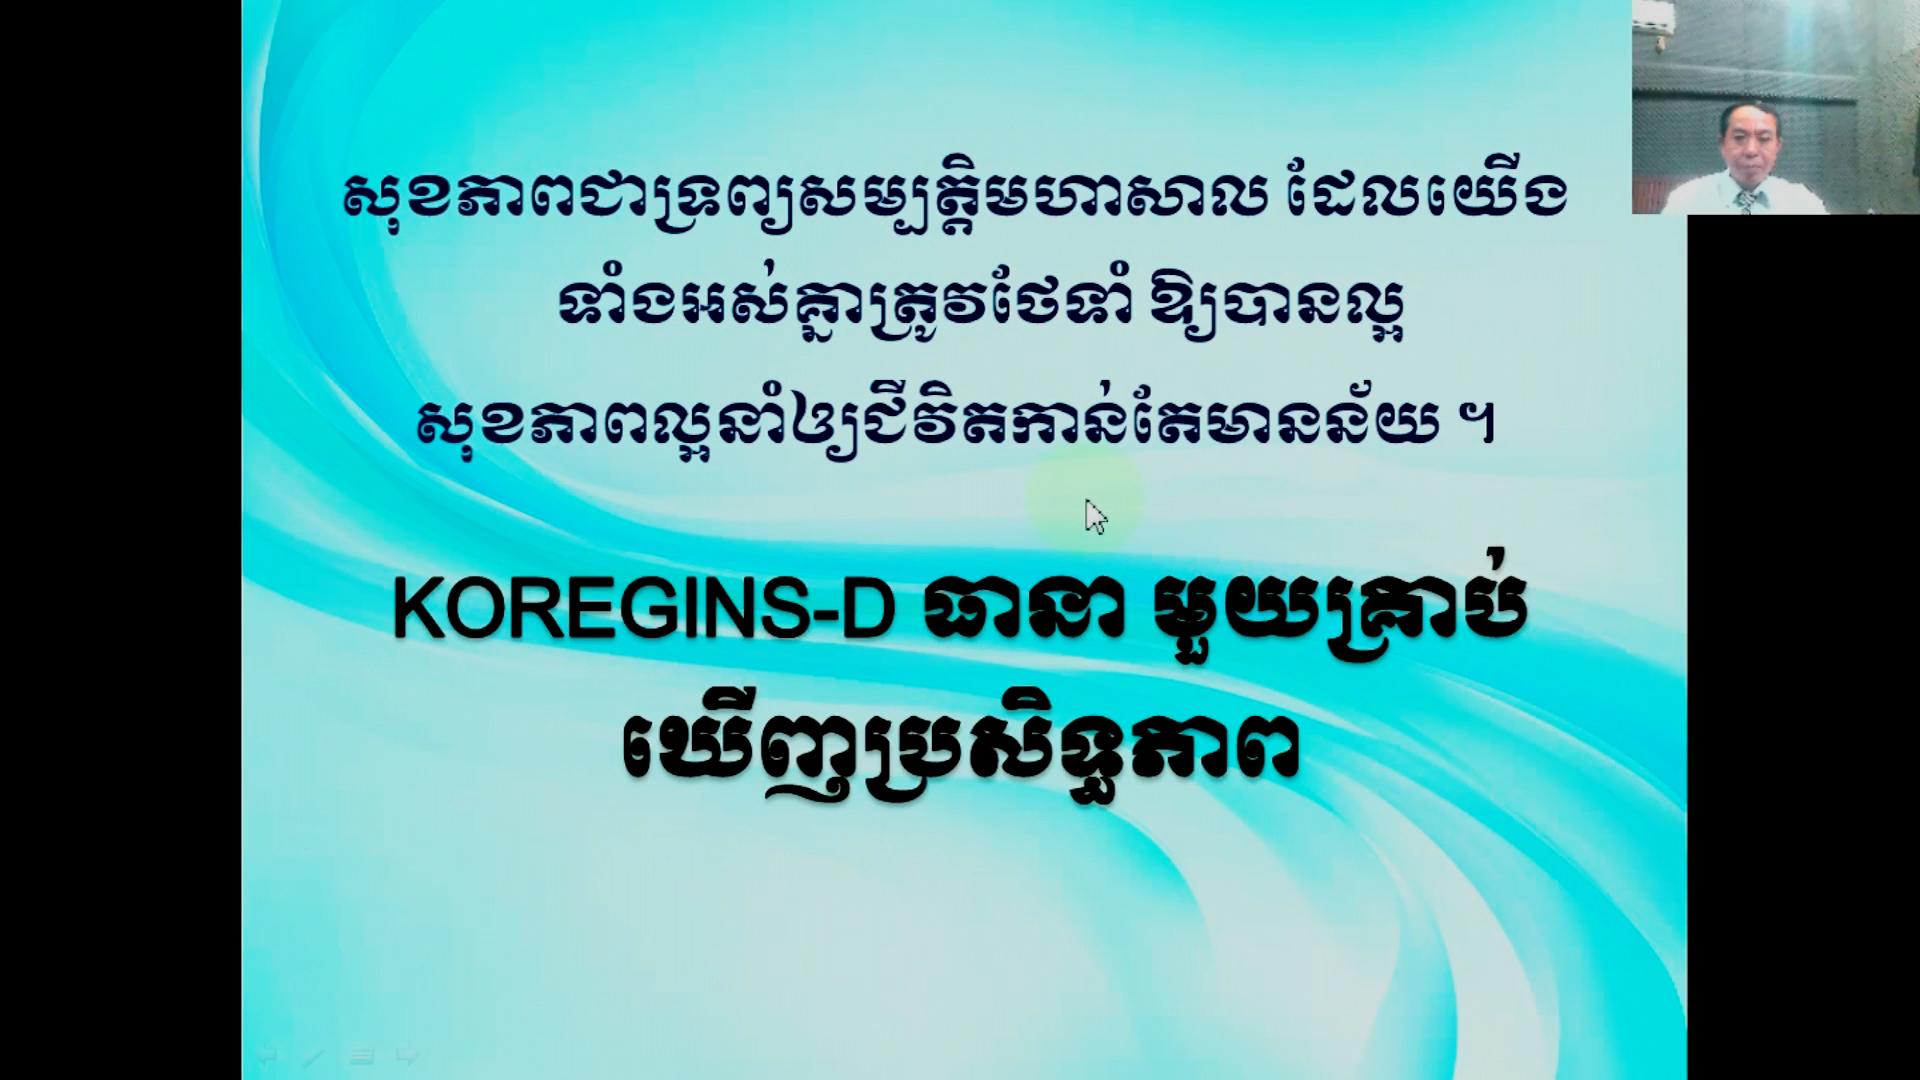 សុខភាពជាទ្រព្យសម្បត្តិមហាសាល ដែលយើង
ទាំងអស់គ្នាត្រូវថែទាំ ឱ្យបានល្អ
សុខភាពល្អនាំឲ្យជីវិតកាន់តែមានន័យ ។
KOREGINS-D ធានា មួយគ្រាប់
ឃើញប្រសិទ្ធភាព